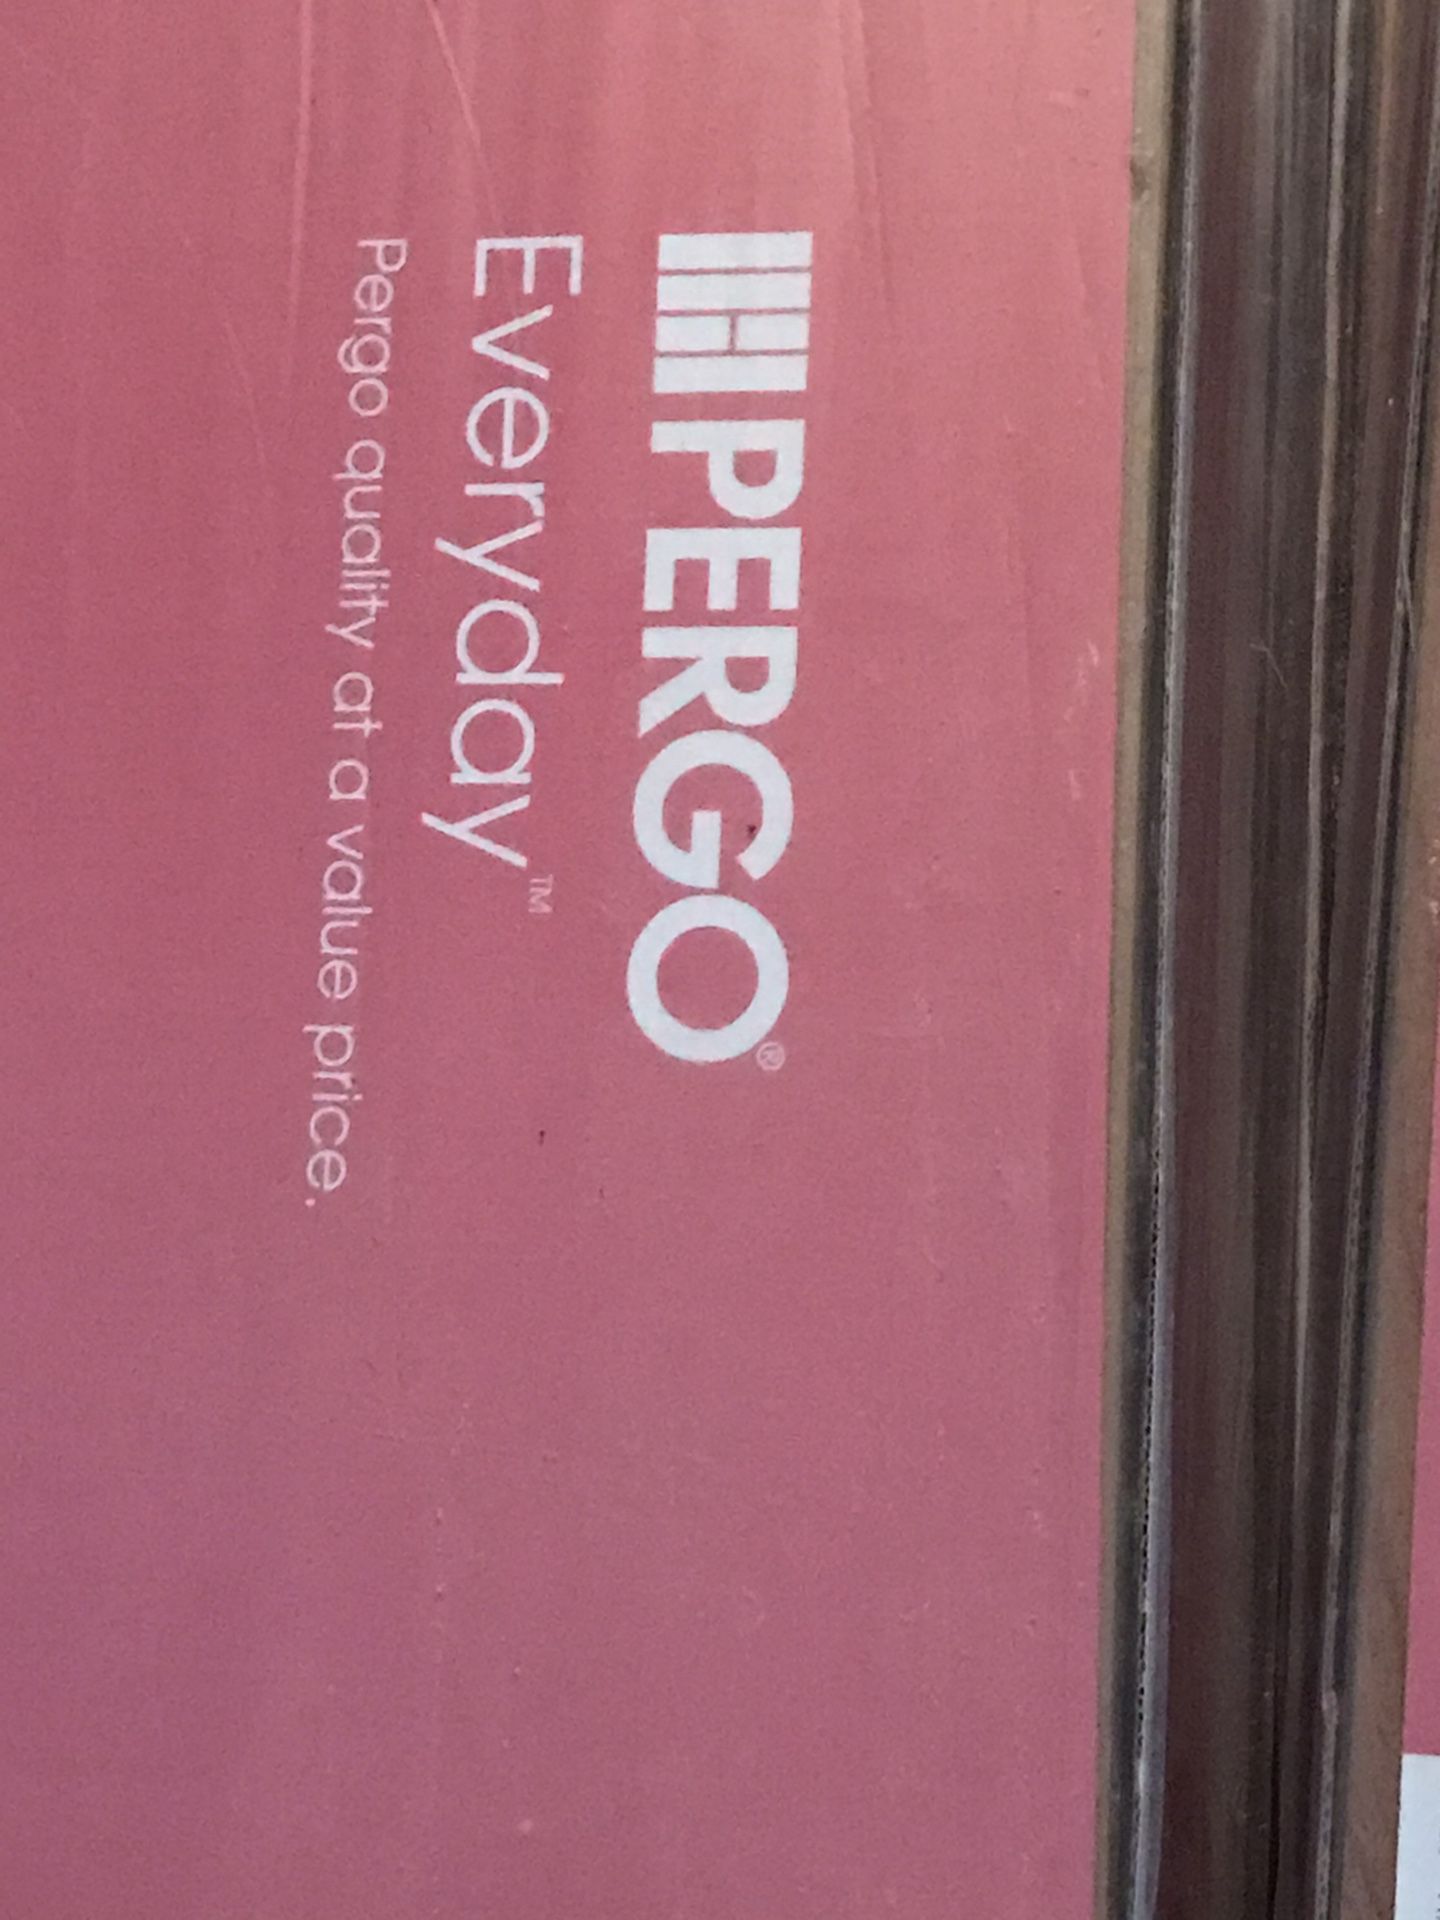 PERGO®
Everyday™
Pergo quality at a value price.